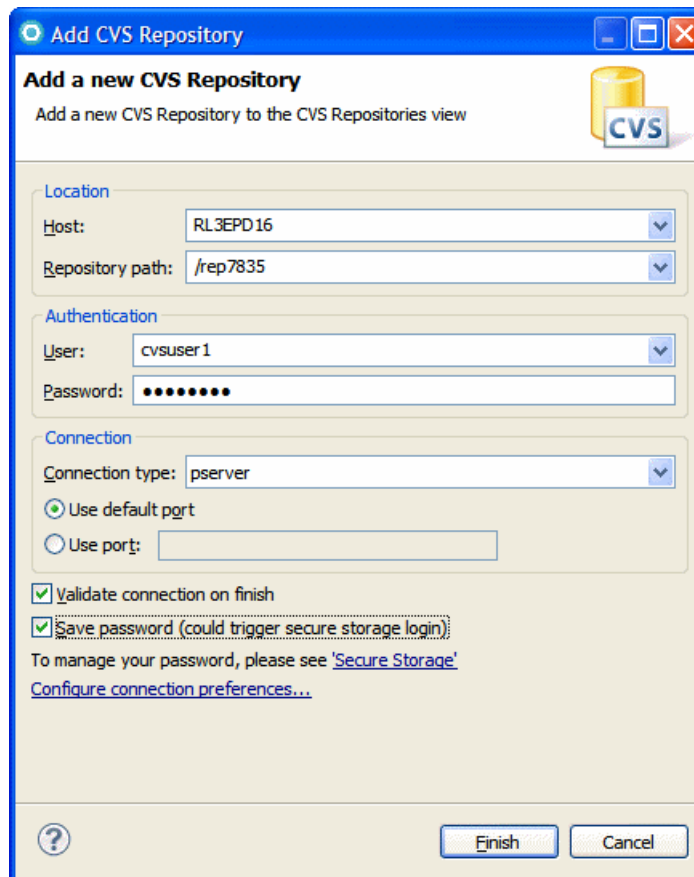 Add CVS Repository
Add a new CVS Repository
Add a new CVS Repository to the CVS Repositories view
CVS
Location
Host: RL3EPD16
Repository path: /rep7835
Authentication
User: cvsuser1
Password: ●●●●●●●●
Connection
Connection type: pserver
Use default port
Use port:
Validate connection on finish
Save password (could trigger secure storage login)
To manage your password, please see 'Secure Storage'
Configure connection preferences...
?
Finish Cancel